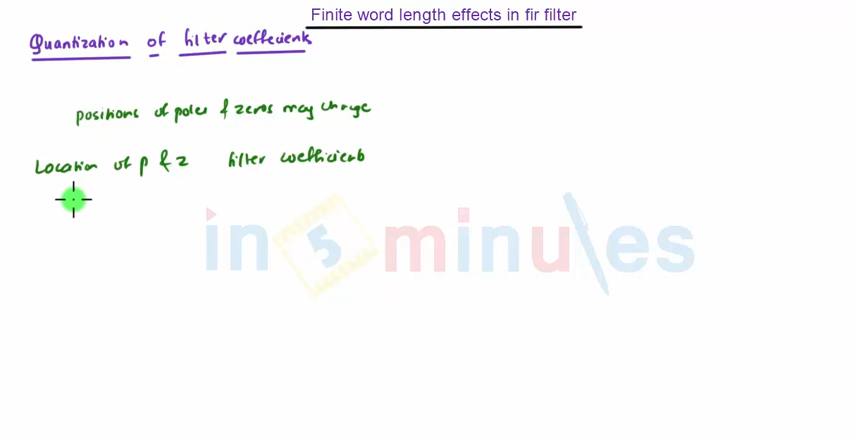 Finite word length effects in fir filter
Quantization of filter coefficients
positions of poles & zeros may change
Location of p & z filter coefficients
in 5 minutes